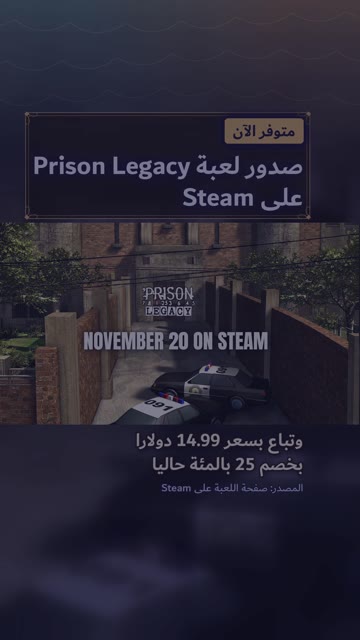 متوفر الآن
صدور لعبة Prison Legacy
على Steam
PRISON
LEGACY
NOVEMBER 20 ON STEAM
091
وتباع بسعر 14.99 دولارا
بخصم 25 بالمئة حاليا
المصدر: صفحة اللعبة على Steam